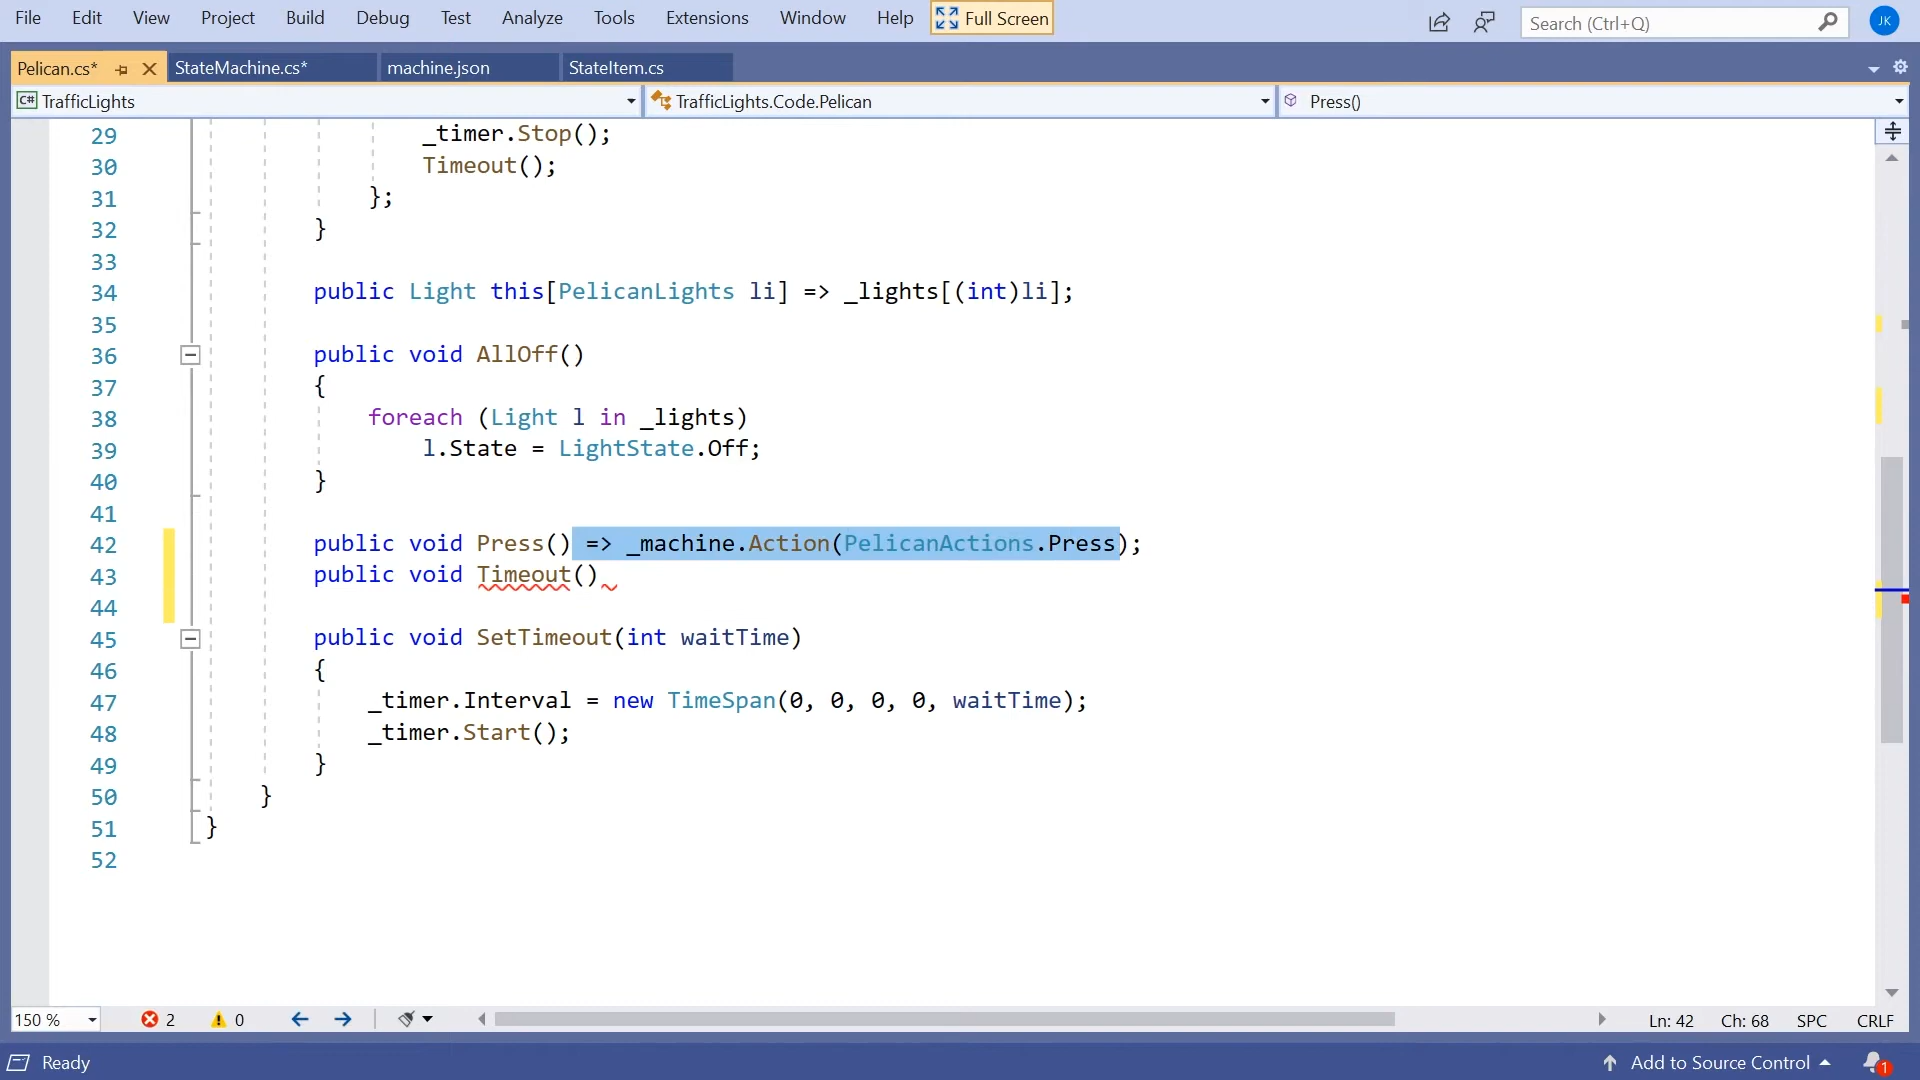 File Edit View Project Build Debug Test Analyze Tools Extensions Window Help Full Screen Search (Ctrl+Q) JK
Pelican.cs* StateMachine.cs* machine.json StateItem.cs
C# TrafficLights TrafficLights.Code.Pelican Press()
29 _timer.Stop();
30 Timeout();
31 };
32 }
33
34 public Light this[PelicanLights li] => _lights[(int)li];
35
36 public void AllOff()
37 {
38 foreach (Light l in _lights)
39 l.State = LightState.Off;
40 }
41
42 public void Press() => _machine.Action(PelicanActions.Press);
43 public void Timeout()
44
45 public void SetTimeout(int waitTime)
46 {
47 _timer.Interval = new TimeSpan(0, 0, 0, 0, waitTime);
48 _timer.Start();
49 }
50 }
51 }
52
150 % 2 0 Ln: 42 Ch: 68 SPC CRLF
Ready Add to Source Control 1